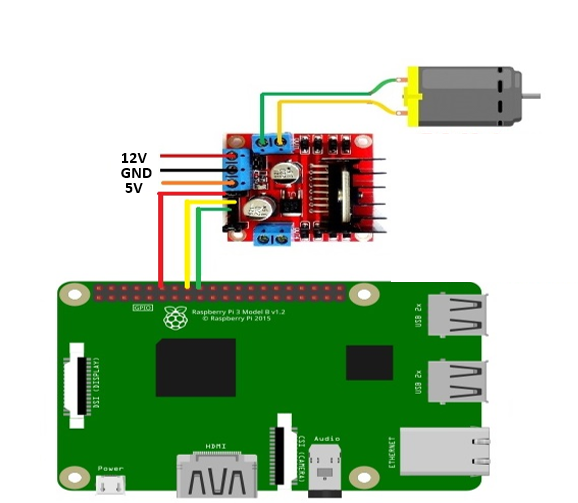 12V
GND
5V
GPIO
Raspberry Pi 3 Model B v1.2
© Raspberry Pi 2015
USB 2x
DSI (DISPLAY)
USB 2x
HDMI
CSI (CAMERA)
Audio
ETHERNET
Power